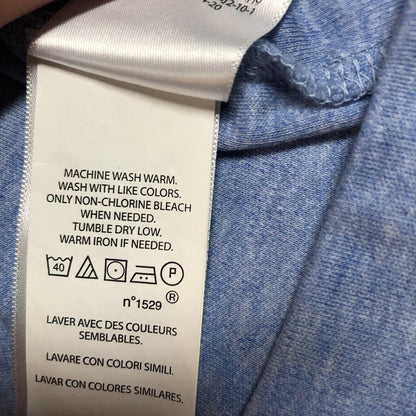 MACHINE WASH WARM.
WASH WITH LIKE COLORS.
ONLY NON-CHLORINE BLEACH
WHEN NEEDED.
TUMBLE DRY LOW.
WARM IRON IF NEEDED.
40 P
n°1529 ®
LAVER AVEC DES COULEURS
SEMBLABLES.
LAVARE CON COLORI SIMILI.
LAVAR CON COLORES SIMILARES.